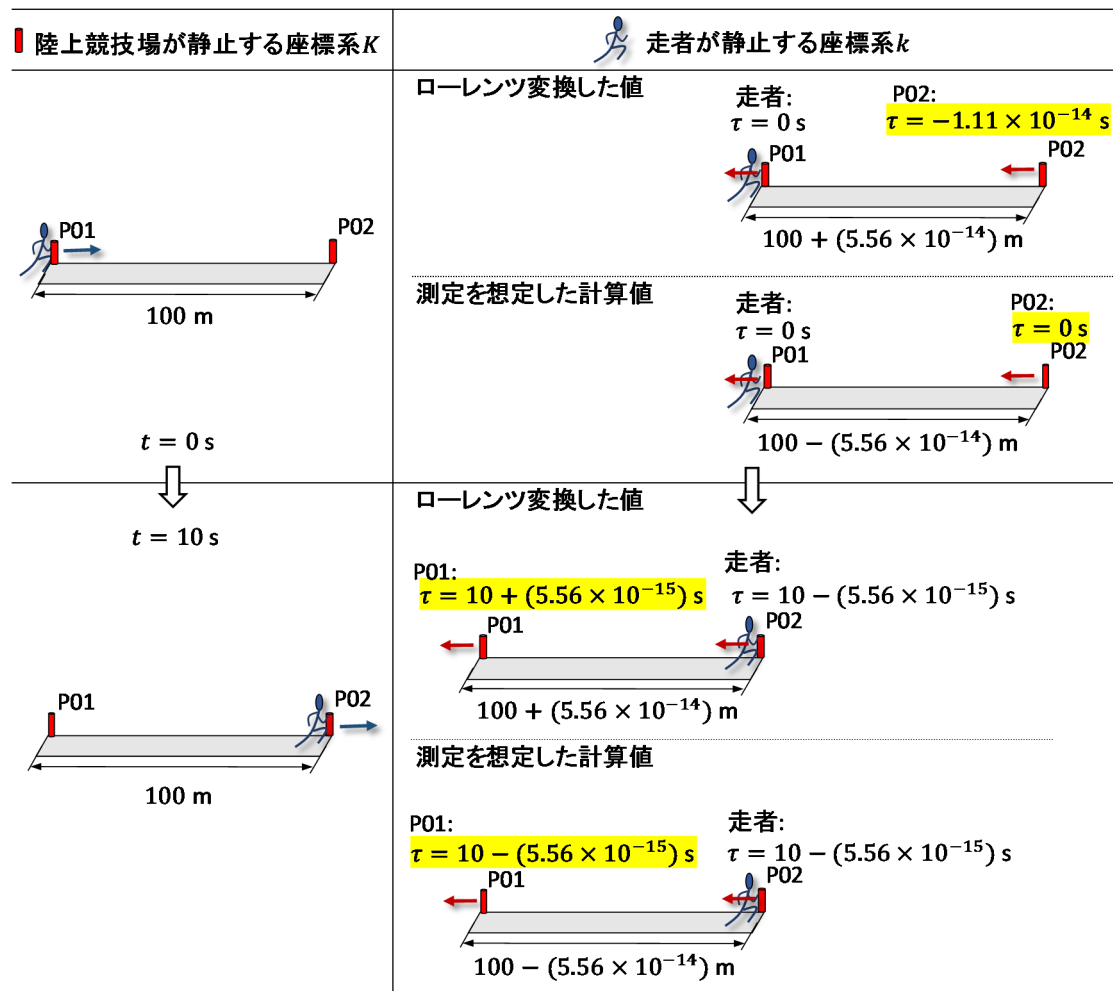 陸上競技場が静止する座標系K
走者が静止する座標系k
P01
P02
100 m
t = 0 s
ローレンツ変換した値
走者:
τ = 0 s
P02:
τ = −1.11 × 10⁻¹⁴ s
P01
P02
100 + (5.56 × 10⁻¹⁴) m
測定を想定した計算値
走者:
τ = 0 s
P02:
τ = 0 s
P01
P02
100 − (5.56 × 10⁻¹⁴) m
t = 10 s
P01
P02
100 m
ローレンツ変換した値
P01:
τ = 10 + (5.56 × 10⁻¹⁵) s
走者:
τ = 10 − (5.56 × 10⁻¹⁵) s
P01
P02
100 + (5.56 × 10⁻¹⁴) m
測定を想定した計算値
P01:
τ = 10 − (5.56 × 10⁻¹⁵) s
走者:
τ = 10 − (5.56 × 10⁻¹⁵) s
P01
P02
100 − (5.56 × 10⁻¹⁴) m